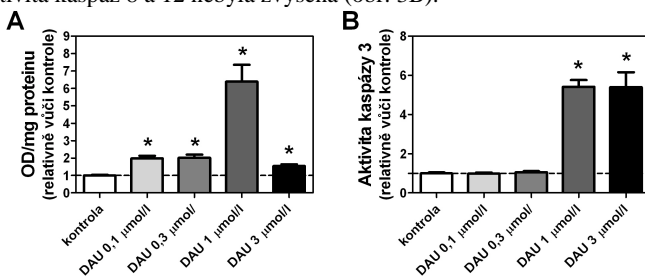 aktivita kaspáz 8 a 12 nebyla zvýšena (obr. 3B).
A
OD/mg proteinu
(relativně vůči kontrole)
9
8
7
6
5
4
3
2
1
0
*
*
*
*
kontrola
DAU 0,1 μmol/l
DAU 0,3 μmol/
DAU 1 μmol/l
DAU 3 μmol/l
B
Aktivita kaspázy 3
(relativně vůči kontrole)
8
6
4
2
0
*
*
kontrola
DAU 0,1 μmol/l
DAU 0,3 μmol/
DAU 1 μmol/l
DAU 3 μmol/l